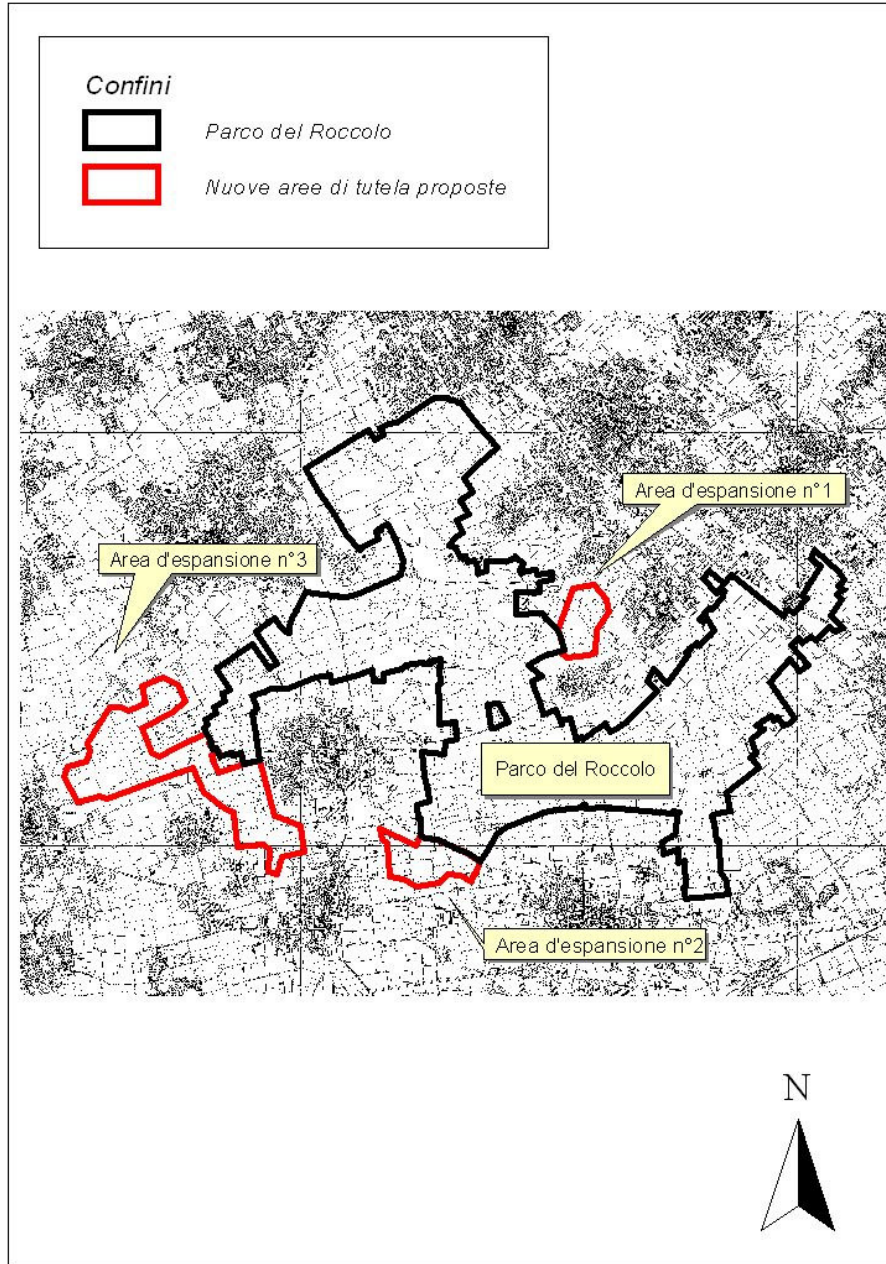 Confini
Parco del Roccolo
Nuove aree di tutela proposte
Area d'espansione n°1
Area d'espansione n°3
Parco del Roccolo
Area d'espansione n°2
N